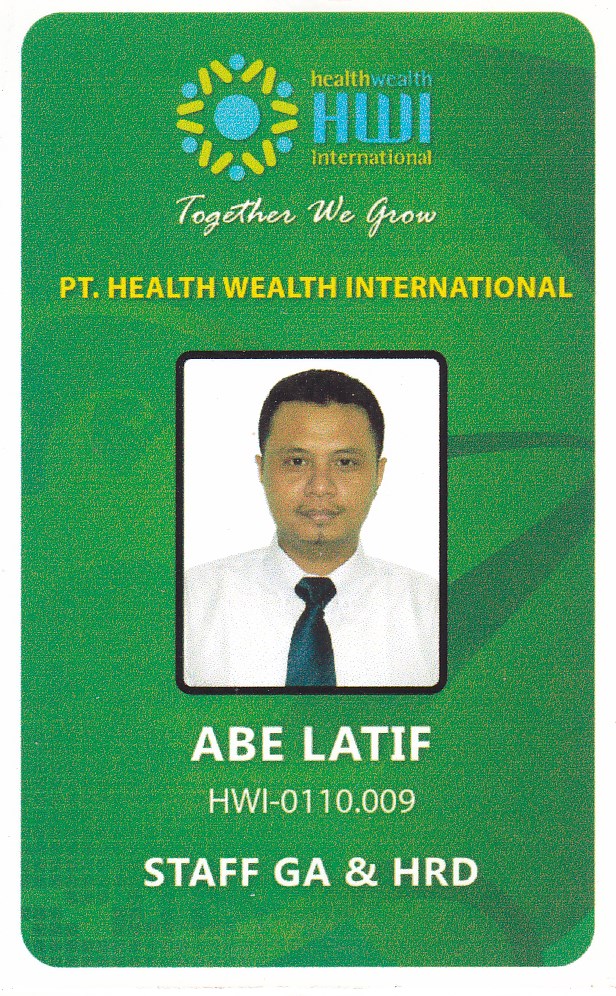 healthwealth
HWI
International
Together We Grow
PT. HEALTH WEALTH INTERNATIONAL
ABE LATIF
HWI-0110.009
STAFF GA & HRD